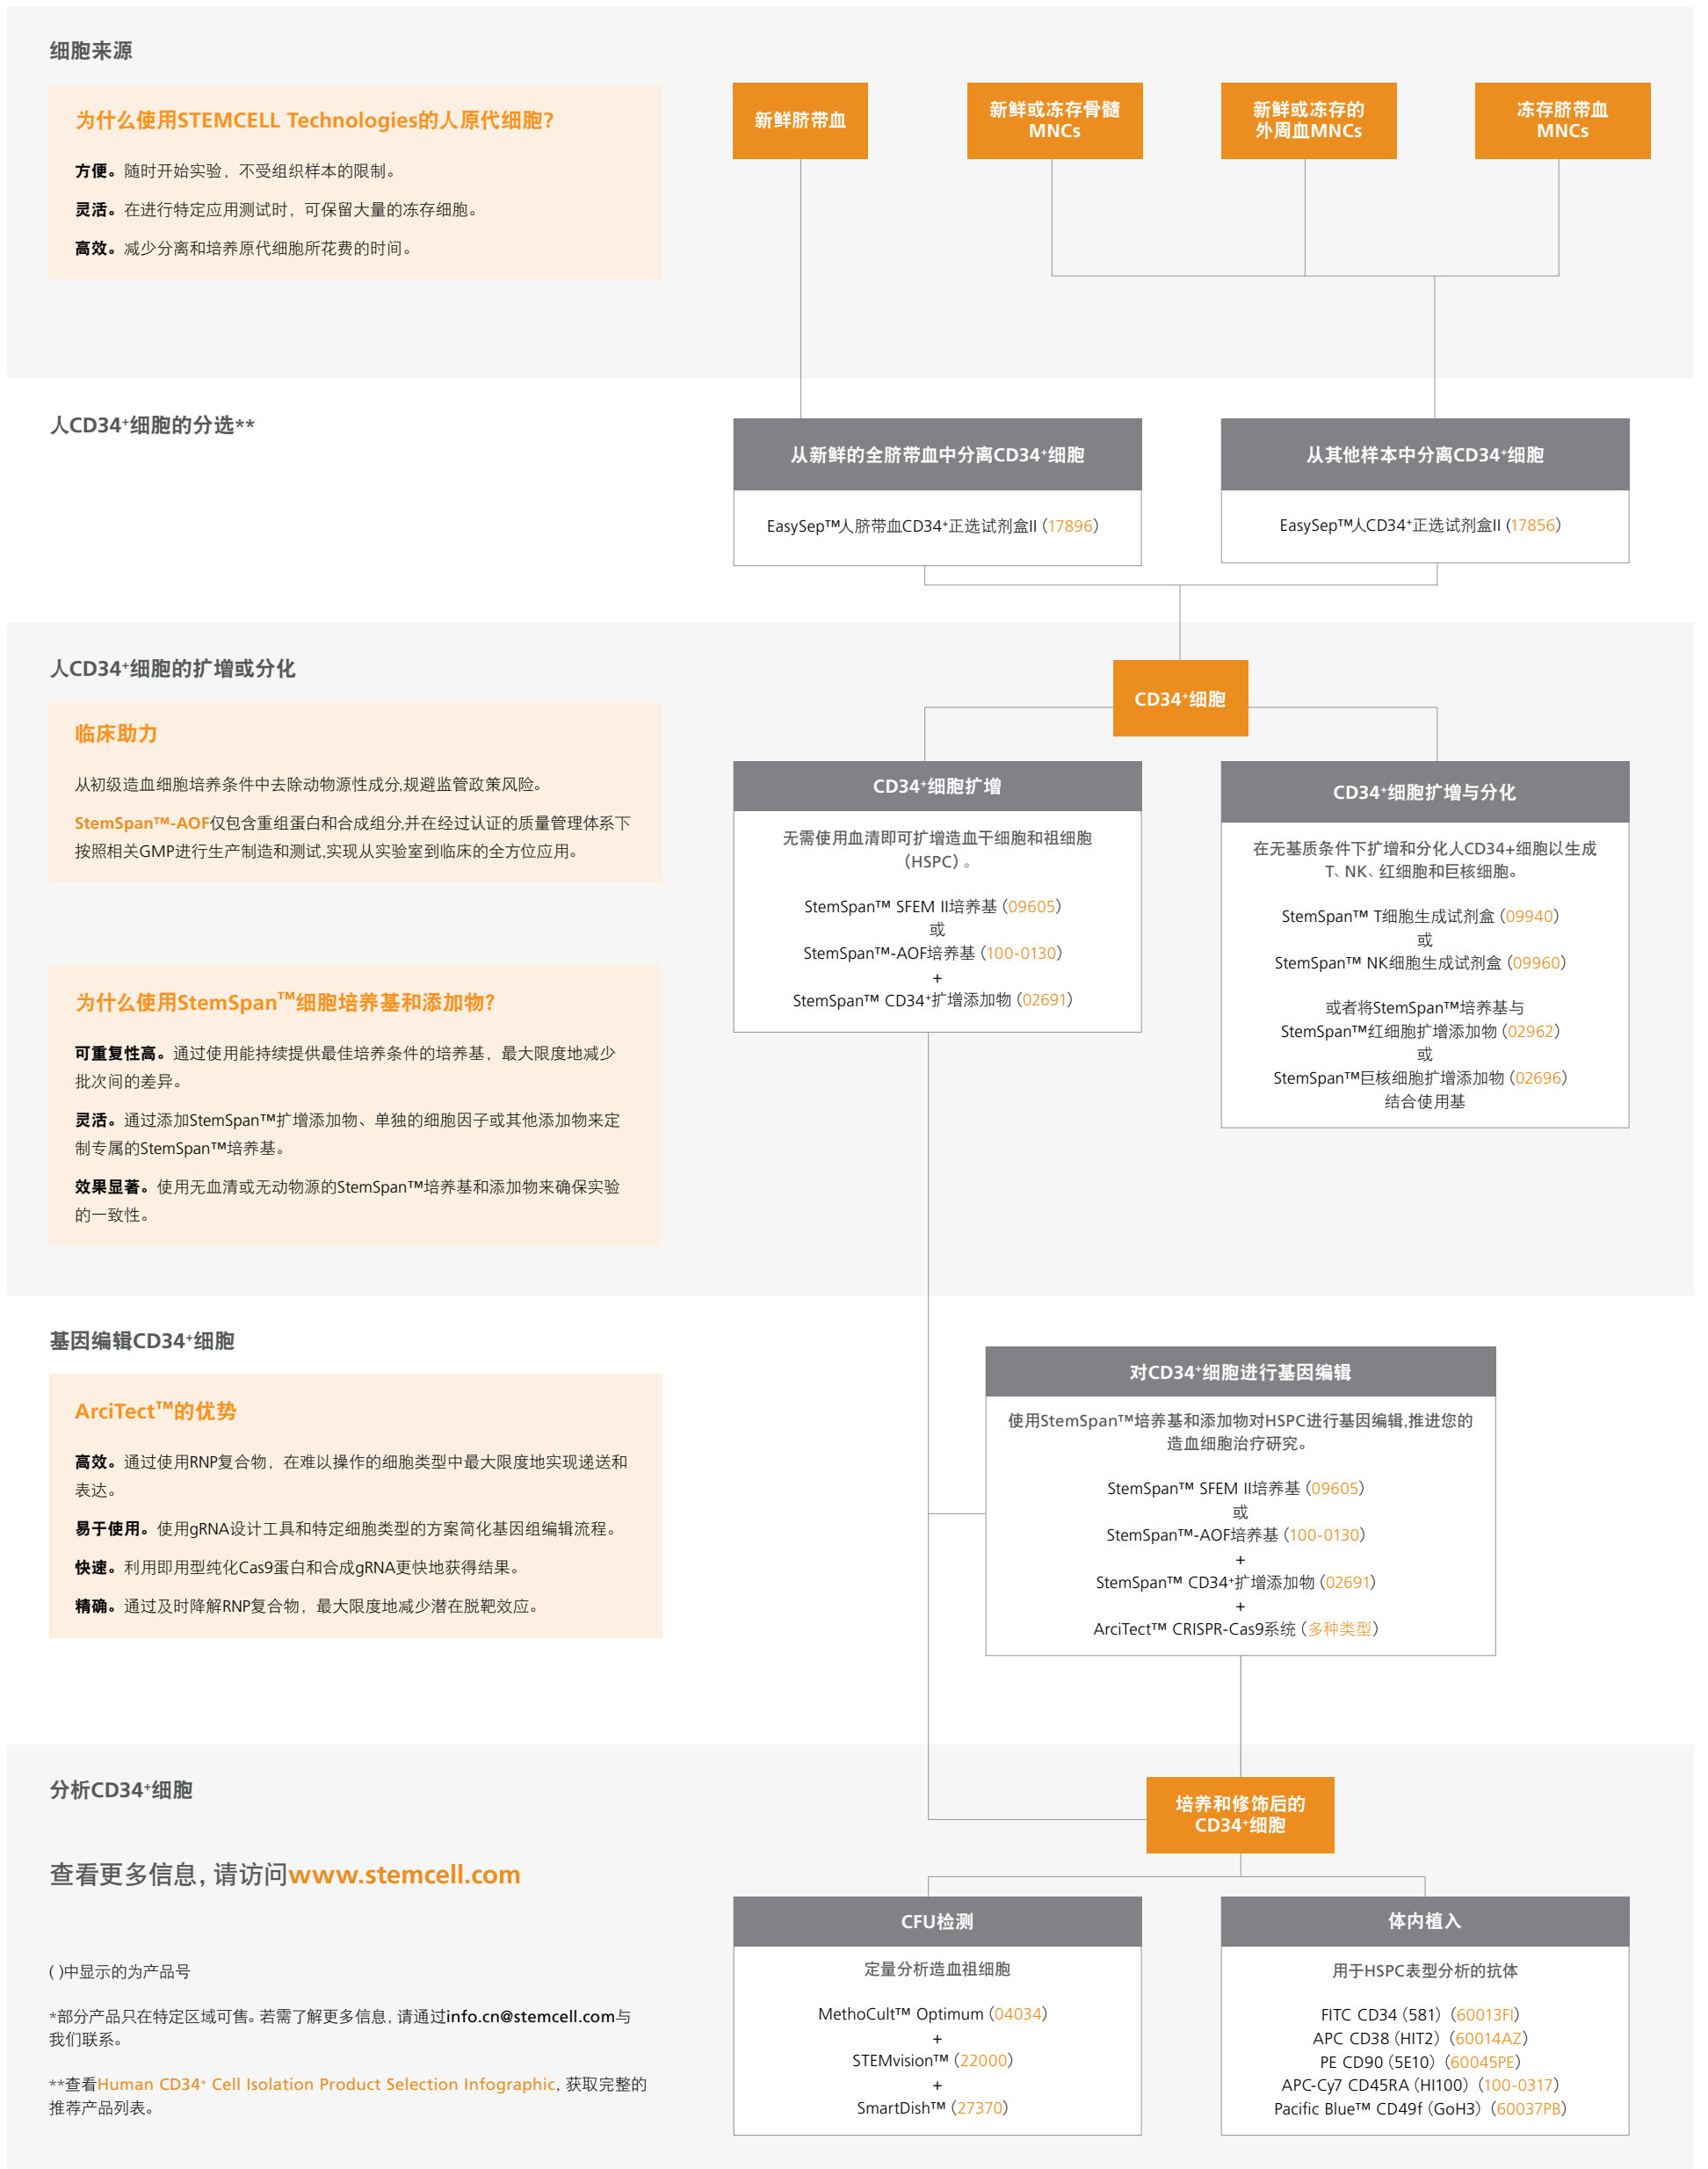 细胞来源
为什么使用STEMCELL Technologies的人原代细胞?
方便。随时开始实验，不受组织样本的限制。
灵活。在进行特定应用测试时，可保留大量的冻存细胞。
高效。减少分离和培养原代细胞所花费的时间。
新鲜脐带血
新鲜或冻存骨髓
MNCs
新鲜或冻存的
外周血MNCs
冻存脐带血
MNCs
人CD34⁺细胞的分选**
从新鲜的全脐带血中分离CD34⁺细胞
EasySep™人脐带血CD34⁺正选试剂盒II（17896）
从其他样本中分离CD34⁺细胞
EasySep™人CD34⁺正选试剂盒II (17856）
人CD34⁺细胞的扩增或分化
临床助力
从初级造血细胞培养条件中去除动物源性成分,规避监管政策风险。
StemSpan™-AOF仅包含重组蛋白和合成组分,并在经过认证的质量管理体系下
按照相关GMP进行生产制造和测试,实现从实验室到临床的全方位应用。
为什么使用StemSpan™细胞培养基和添加物?
可重复性高。通过使用能持续提供最佳培养条件的培养基，最大限度地减少
批次间的差异。
灵活。通过添加StemSpan™扩增添加物、单独的细胞因子或其他添加物来定
制专属的StemSpan™培养基。
效果显著。使用无血清或无动物源的StemSpan™培养基和添加物来确保实验
的一致性。
CD34⁺细胞
CD34⁺细胞扩增
无需使用血清即可扩增造血干细胞和祖细胞
（HSPC）。
StemSpan™ SFEM II培养基（09605）
或
StemSpan™-AOF培养基（100-0130）
+
StemSpan™ CD34⁺扩增添加物（02691）
CD34⁺细胞扩增与分化
在无基质条件下扩增和分化人CD34+细胞以生成
T、NK、红细胞和巨核细胞。
StemSpan™ T细胞生成试剂盒（09940）
或
StemSpan™ NK细胞生成试剂盒（09960）
或者将StemSpan™培养基与
StemSpan™红细胞扩增添加物（02962）
或
StemSpan™巨核细胞扩增添加物（02696）
结合使用基
基因编辑CD34⁺细胞
ArciTect™的优势
高效。通过使用RNP复合物，在难以操作的细胞类型中最大限度地实现递送和
表达。
易于使用。使用gRNA设计工具和特定细胞类型的方案简化基因组编辑流程。
快速。利用即用型纯化Cas9蛋白和合成gRNA更快地获得结果。
精确。通过及时降解RNP复合物，最大限度地减少潜在脱靶效应。
对CD34⁺细胞进行基因编辑
使用StemSpan™培养基和添加物对HSPC进行基因编辑,推进您的
造血细胞治疗研究。
StemSpan™ SFEM II培养基（09605）
或
StemSpan™-AOF培养基（100-0130）
+
StemSpan™ CD34⁺扩增添加物（02691）
+
ArciTect™ CRISPR-Cas9系统（多种类型）
分析CD34⁺细胞
查看更多信息，请访问www.stemcell.com
( )中显示的为产品号
*部分产品只在特定区域可售。若需了解更多信息，请通过info.cn@stemcell.com与
我们联系。
**查看Human CD34⁺ Cell Isolation Product Selection Infographic，获取完整的
推荐产品列表。
培养和修饰后的
CD34⁺细胞
CFU检测
定量分析造血祖细胞
MethoCult™ Optimum（04034）
+
STEMvision™（22000）
+
SmartDish™（27370）
体内植入
用于HSPC表型分析的抗体
FITC CD34（581）（60013FI）
APC CD38（HIT2）（60014AZ）
PE CD90（5E10）（60045PE）
APC-Cy7 CD45RA（HI100）（100-0317）
Pacific Blue™ CD49f（GoH3）（60037PB）